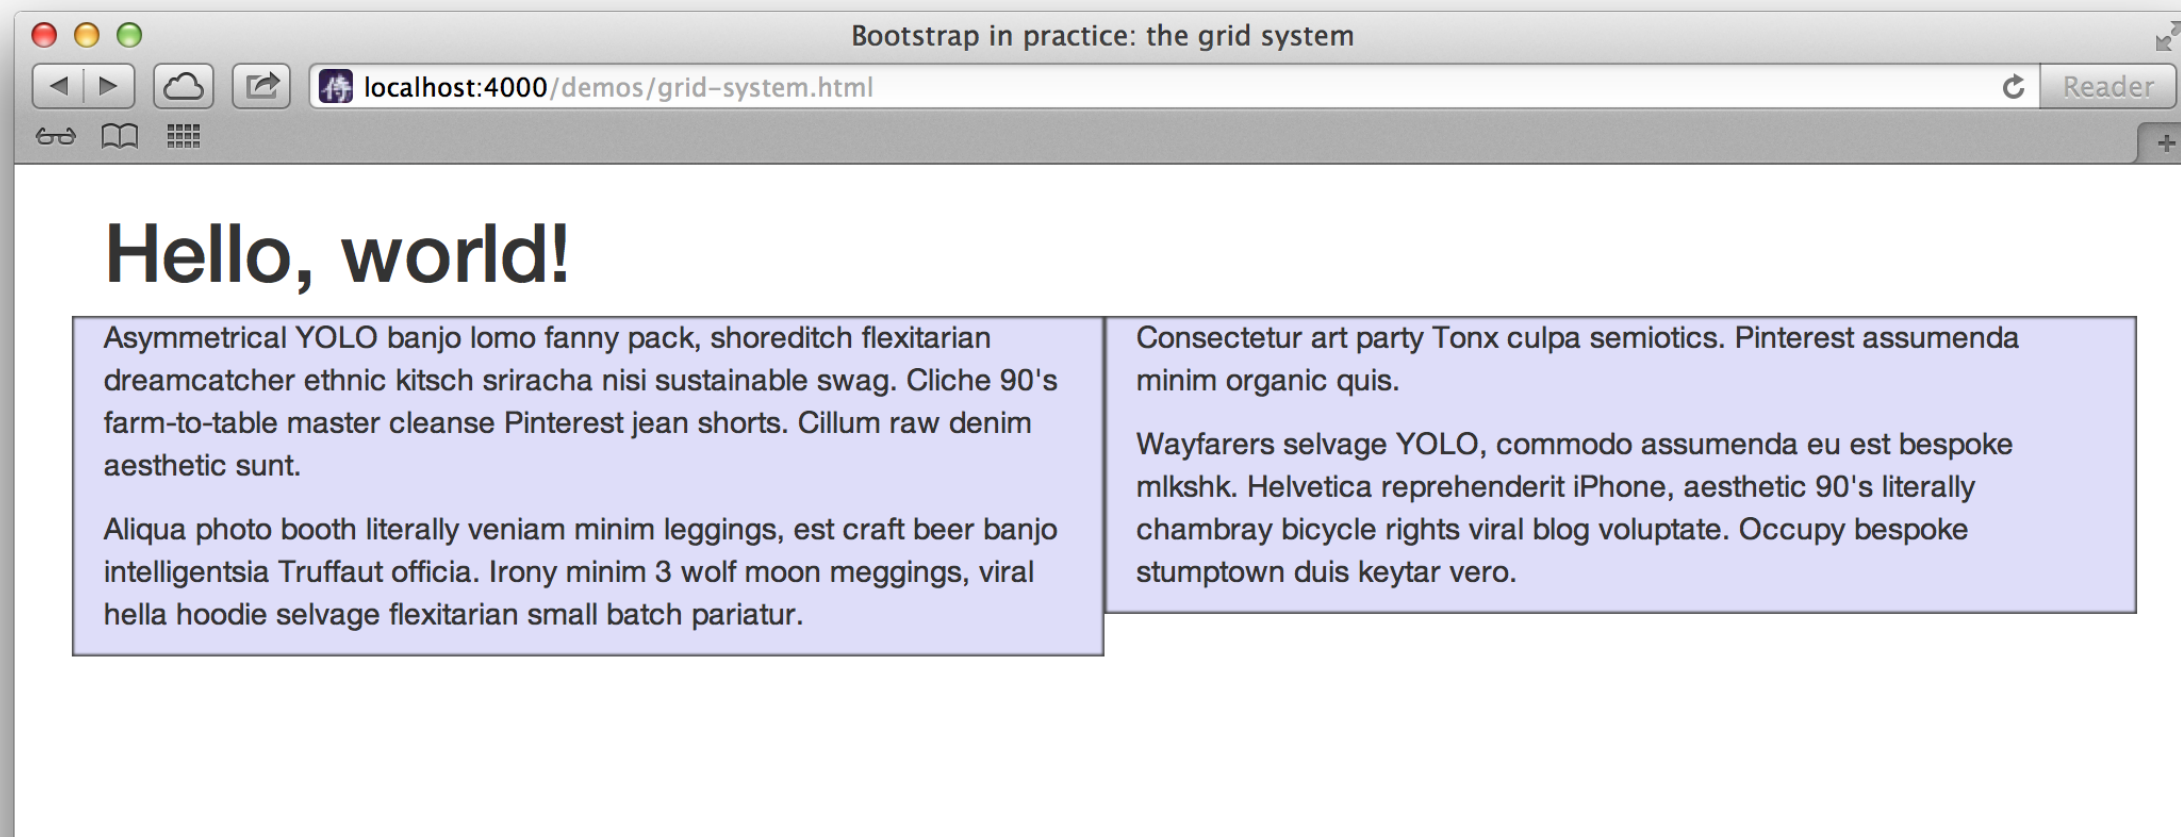 Bootstrap in practice: the grid system
localhost:4000/demos/grid-system.html
Reader
Hello, world!
Asymmetrical YOLO banjo lomo fanny pack, shoreditch flexitarian
dreamcatcher ethnic kitsch sriracha nisi sustainable swag. Cliche 90's
farm-to-table master cleanse Pinterest jean shorts. Cillum raw denim
aesthetic sunt.
Aliqua photo booth literally veniam minim leggings, est craft beer banjo
intelligentsia Truffaut officia. Irony minim 3 wolf moon meggings, viral
hella hoodie selvage flexitarian small batch pariatur.
Consectetur art party Tonx culpa semiotics. Pinterest assumenda
minim organic quis.
Wayfarers selvage YOLO, commodo assumenda eu est bespoke
mlkshk. Helvetica reprehenderit iPhone, aesthetic 90's literally
chambray bicycle rights viral blog voluptate. Occupy bespoke
stumptown duis keytar vero.